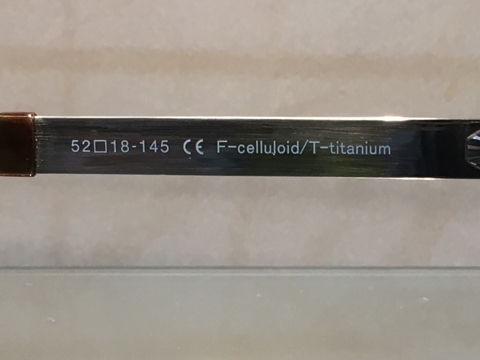 52□18-145 CE F-celluloid/T-titanium